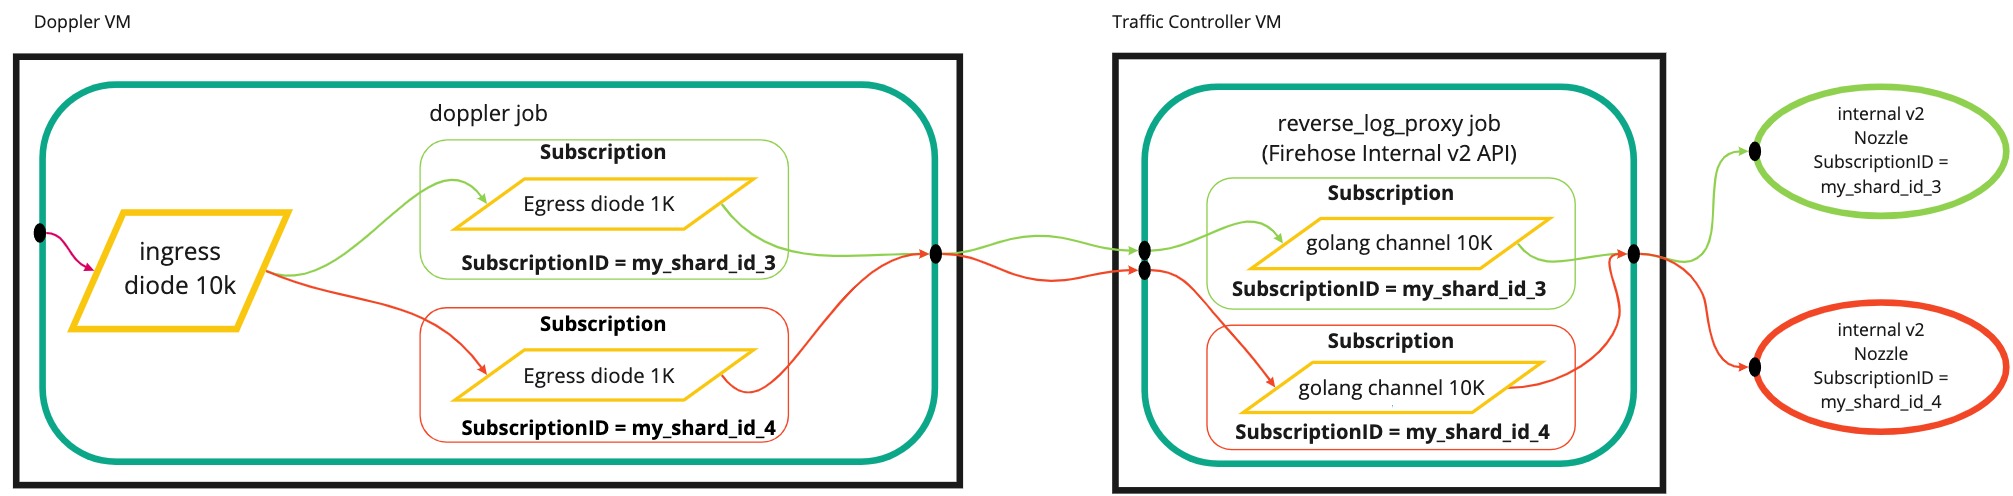 Doppler VM
doppler job
ingress
diode 10k
Subscription
Egress diode 1K
SubscriptionID = my_shard_id_3
Subscription
Egress diode 1K
SubscriptionID = my_shard_id_4
Traffic Controller VM
reverse_log_proxy job
(Firehose Internal v2 API)
Subscription
golang channel 10K
SubscriptionID = my_shard_id_3
Subscription
golang channel 10K
SubscriptionID = my_shard_id_4
internal v2
Nozzle
SubscriptionID =
my_shard_id_3
internal v2
Nozzle
SubscriptionID =
my_shard_id_4